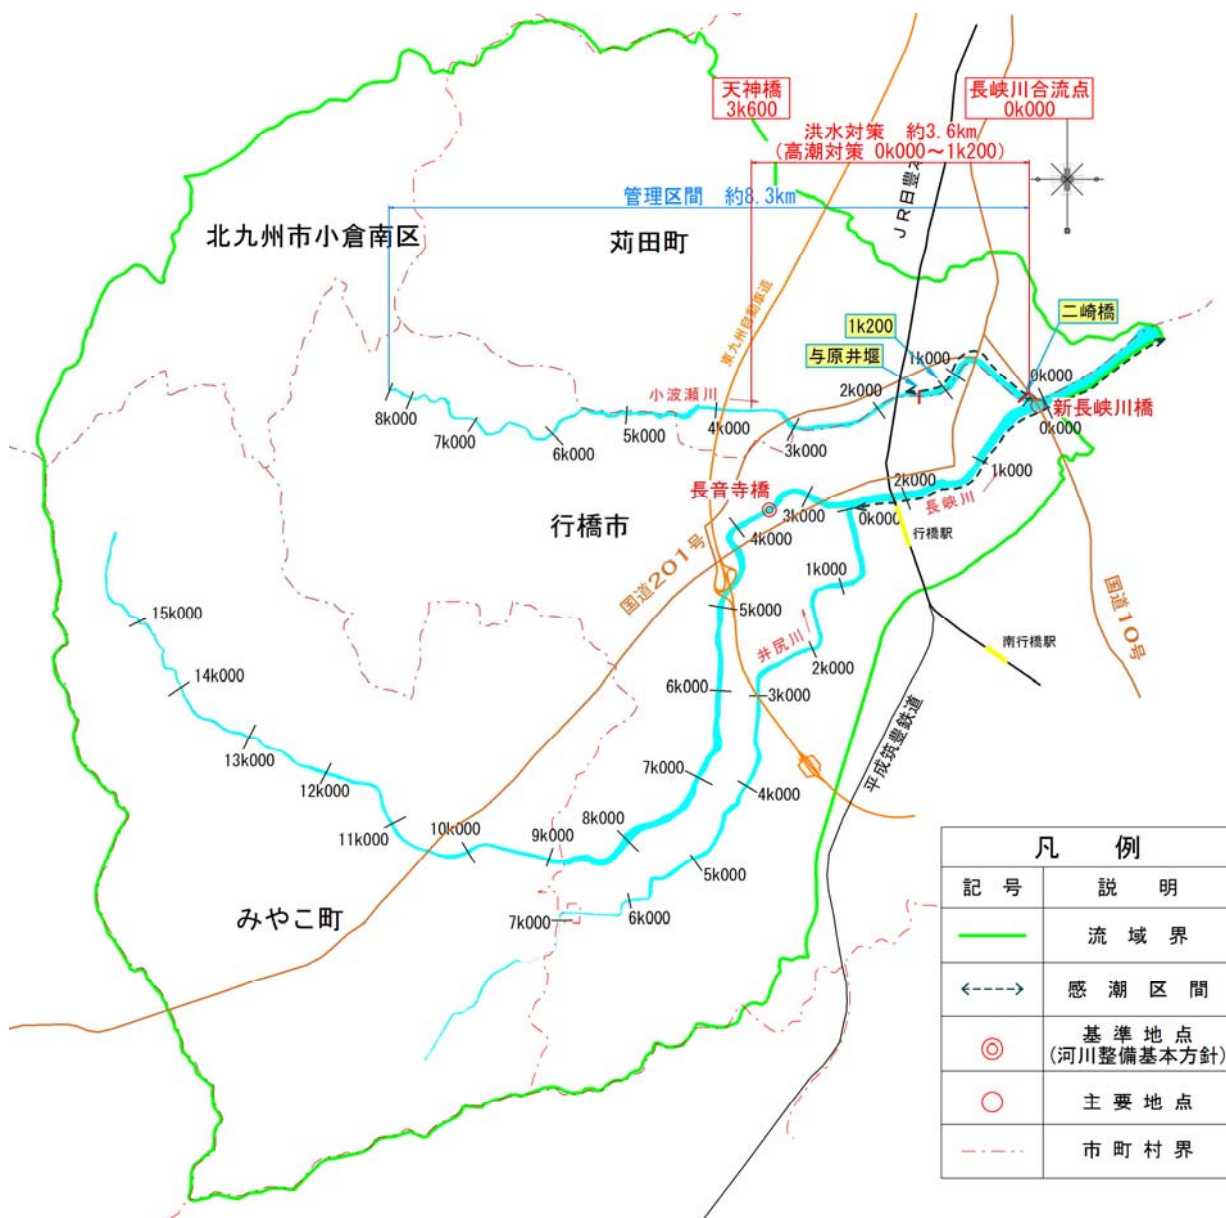 天神橋
3k600
長峡川合流点
0k000
洪水対策 約3.6km
(高潮対策 0k000～1k200)
管理区間 約8.3km
北九州市小倉南区
苅田町
JR日豊
東九州自動車道
二崎橋
1k200
与原井堰
1k000
0k000
小波瀬川
2k000
新長峡川橋
8k000
7k000
6k000
5k000
4k000
3k000
0k000
1k000
長音寺橋
2k000
長峡川
3k000
0k000
行橋市
4k000
行橋駅
国道201号
1k000
国道10号
5k000
15k000
井尻川
2k000
南行橋駅
14k000
6k000
3k000
平成筑豊鉄道
13k000
12k000
7k000
4k000
11k000
10k000
9k000
8k000
5k000
みやこ町
7k000
6k000
凡例
記号 説明
流域界
感潮区間
基準地点
(河川整備基本方針)
主要地点
市町村界